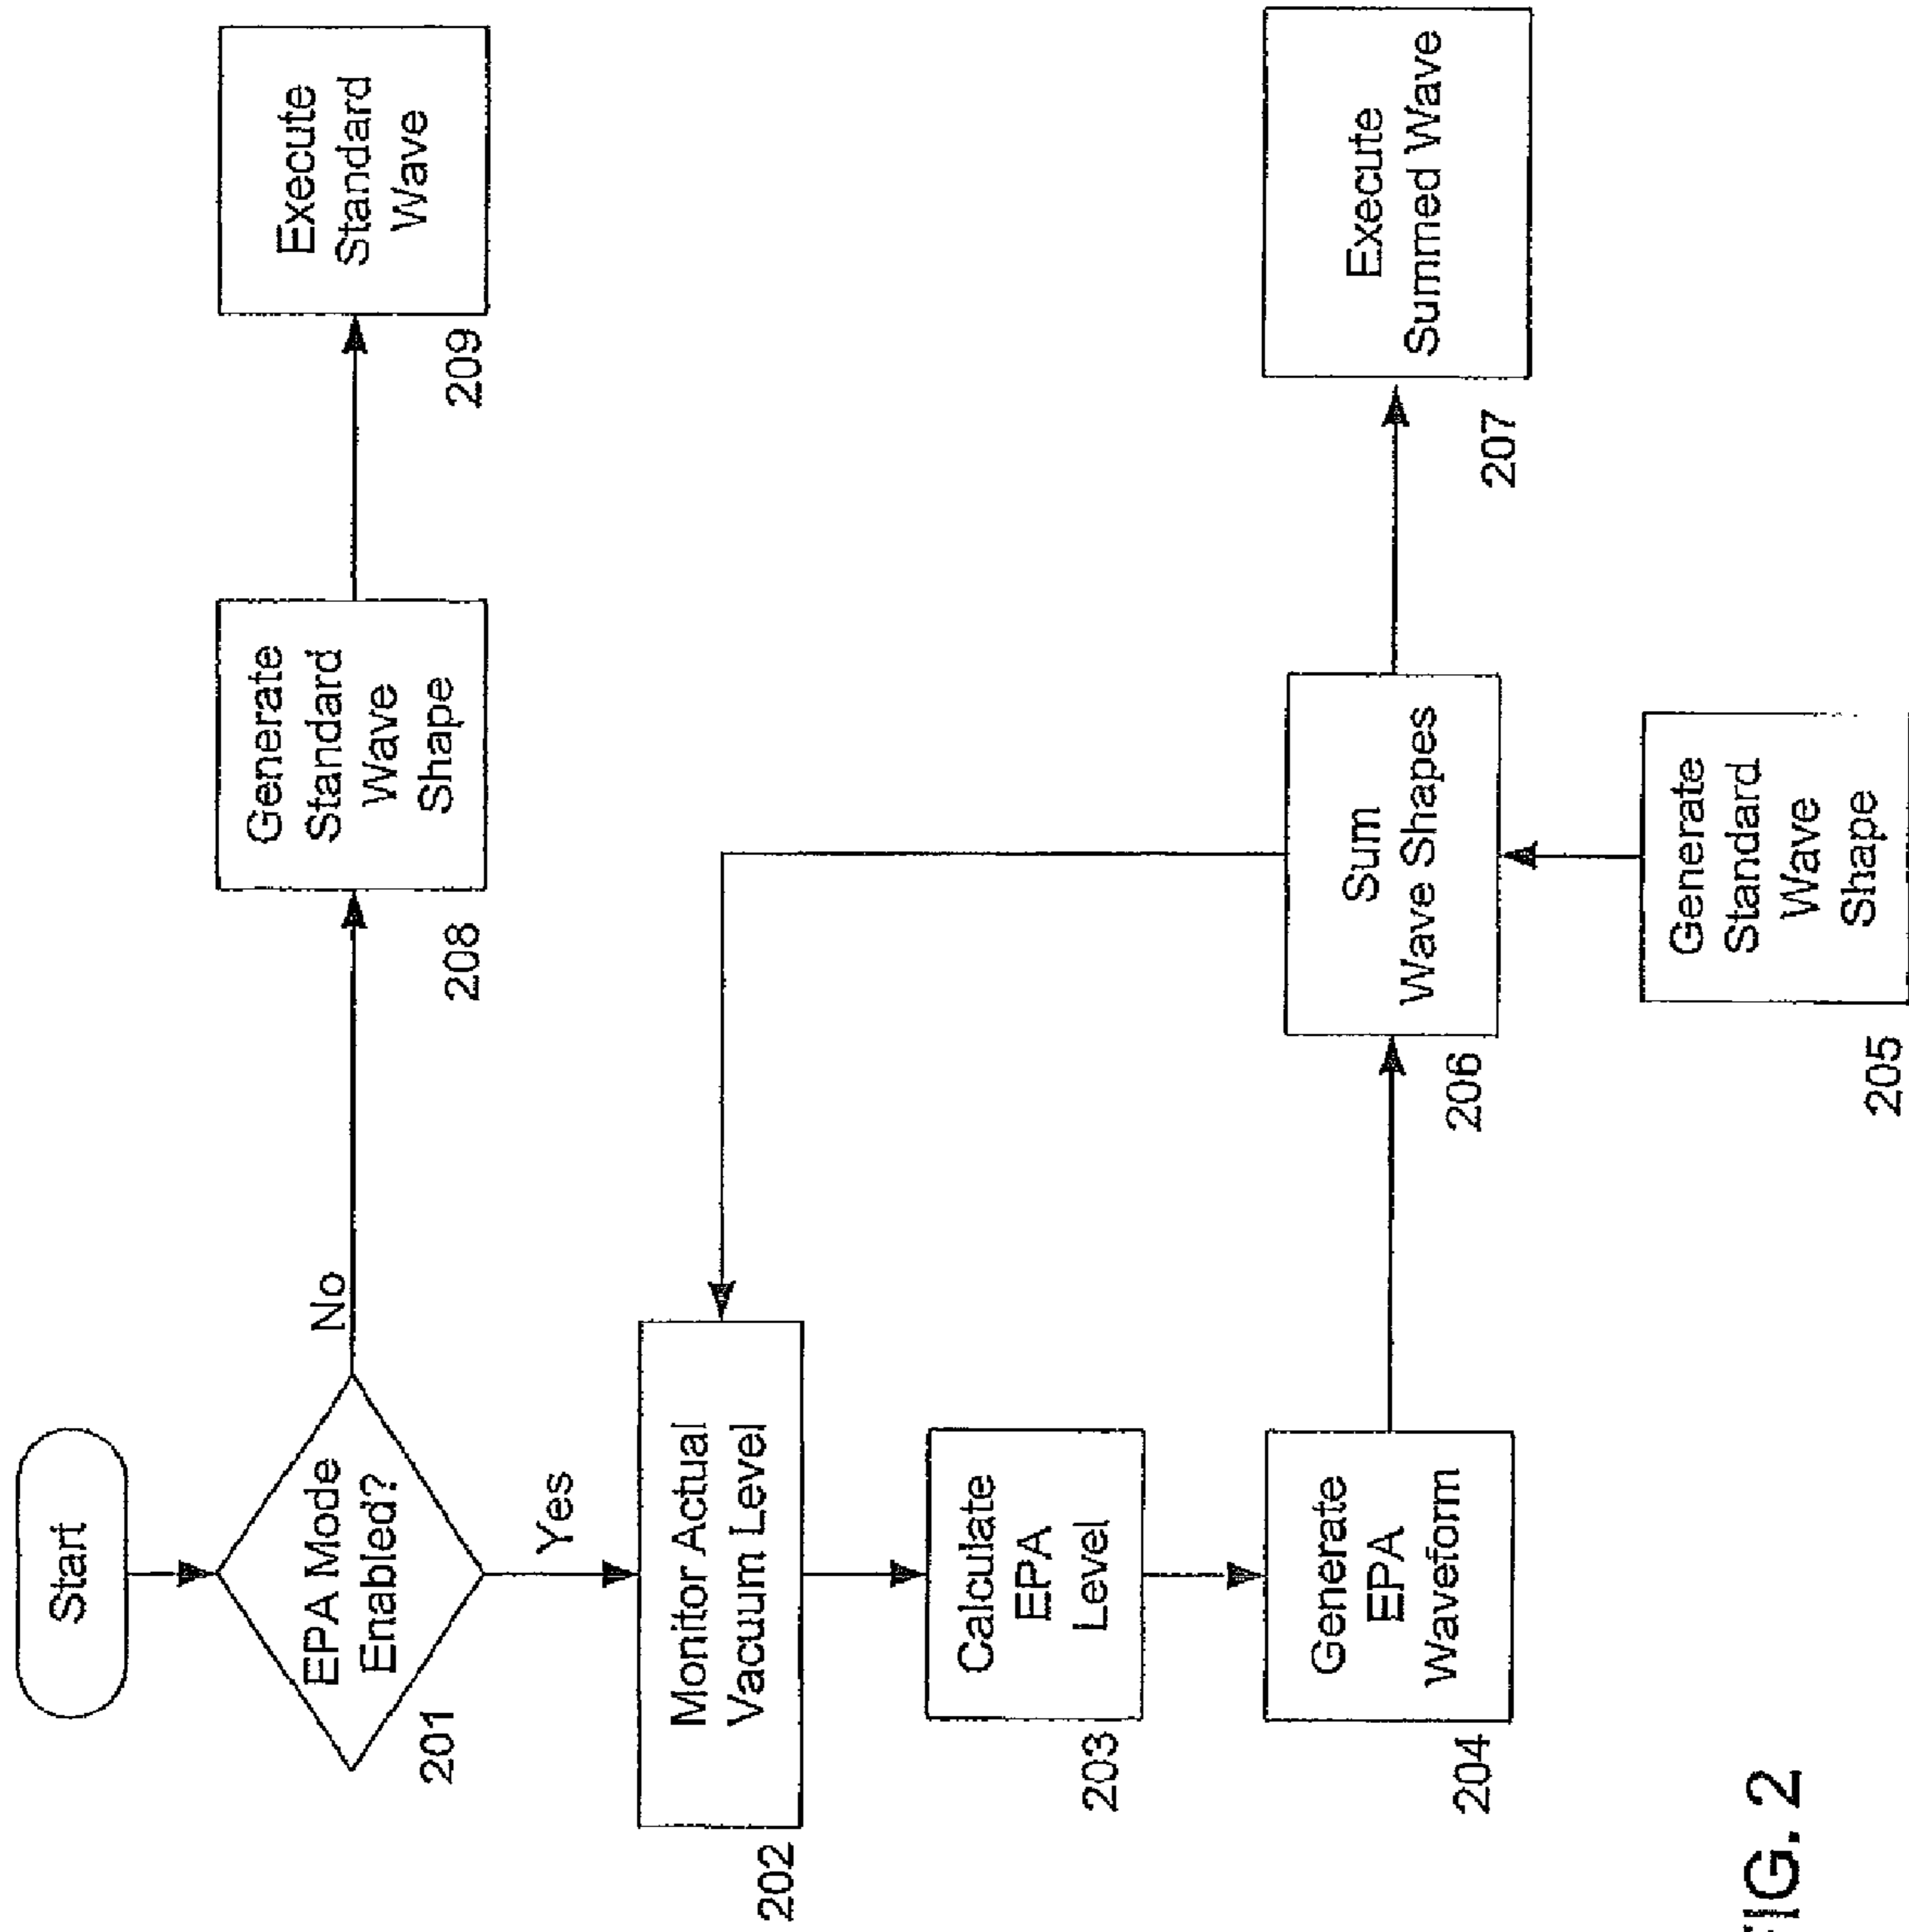 Start
EPA Mode
Enabled?
201
No
Yes
Generate
Standard
Wave
Shape
208
Execute
Standard
Wave
209
Monitor Actual
Vacuum Level
202
Calculate
EPA
Level
203
Generate
EPA
Waveform
204
Sum
Wave Shapes
206
Execute
Summed Wave
207
Generate
Standard
Wave
Shape
205
FIG. 2